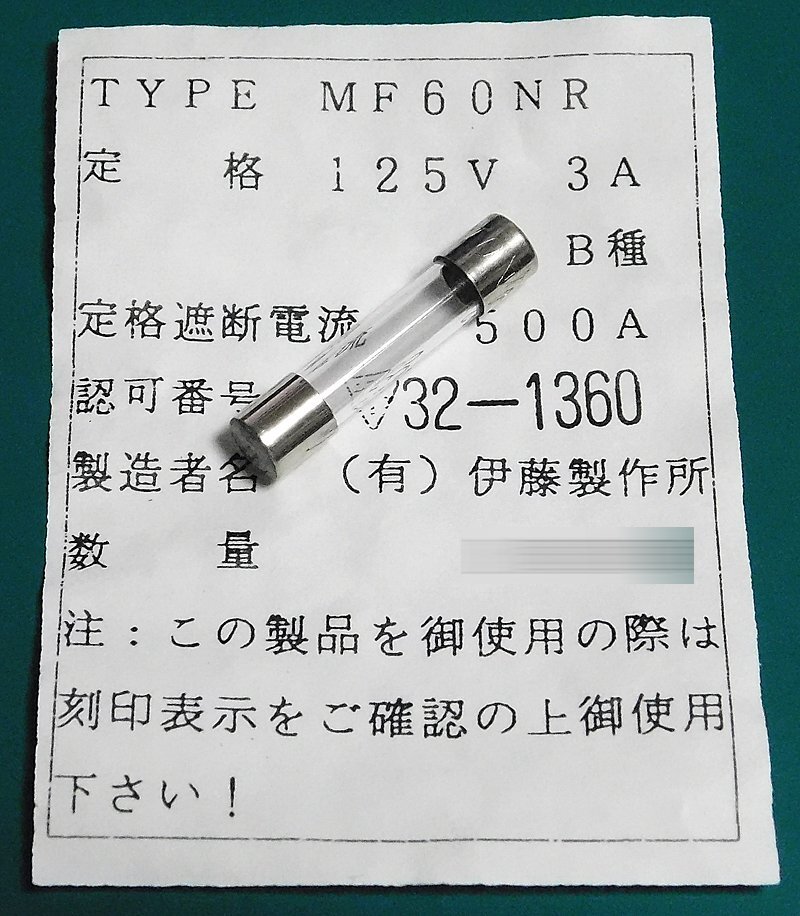 TYPE MF60NR
定格 125V 3A
B種
定格遮断電流 500A
認可番号 32-1360
製造者名 (有)伊藤製作所
数量
注:この製品を御使用の際は
刻印表示をご確認の上御使用
下さい!